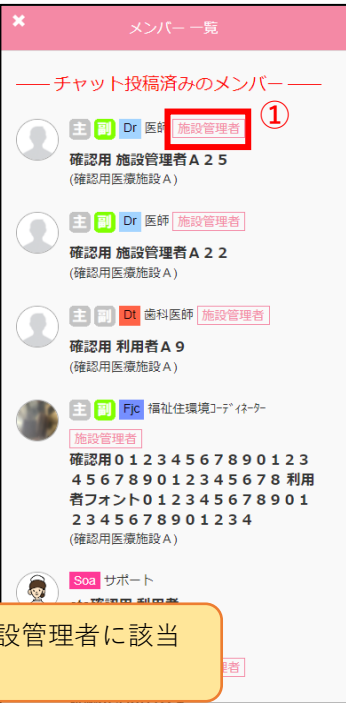 ✖ メンバー 一覧
チャット投稿済みのメンバー
主 副 Dr 医師 施設管理者 ①
確認用 施設管理者Ａ２５
(確認用医療施設Ａ)
主 副 Dr 医師 施設管理者
確認用 施設管理者Ａ２２
(確認用医療施設Ａ)
主 副 Dt 歯科医師 施設管理者
確認用 利用者Ａ９
(確認用医療施設Ａ)
主 副 Fjc 福祉住環境ｺｰﾃﾞｨﾈｰﾀｰ
施設管理者
確認用０１２３４５６７８９０１２３
４５６７８９０１２３４５６７８ 利用
者フォント０１２３４５６７８９０１
２３４５６７８９０１２３４
(確認用医療施設Ａ)
Soa サポート
確認用 利用者
設管理者に該当
者